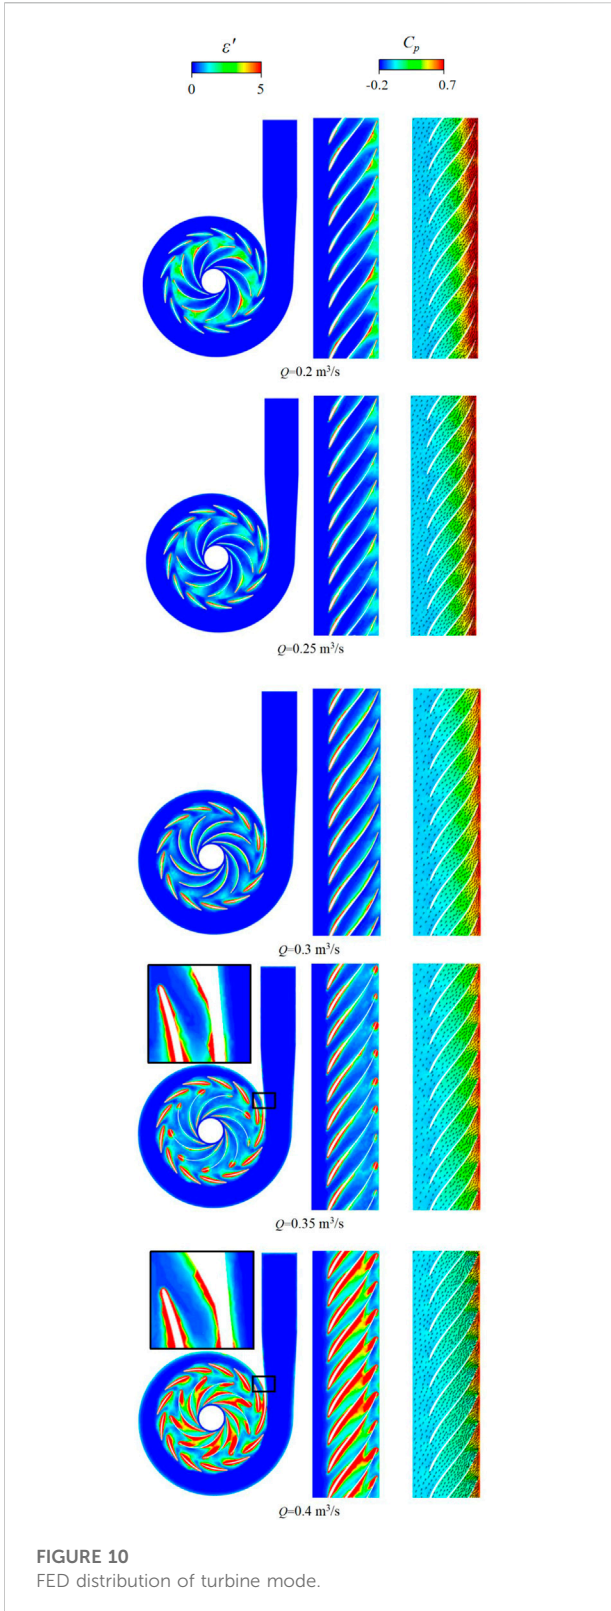 ε′ Cp
0 5 -0.2 0.7
Q=0.2 m³/s
Q=0.25 m³/s
Q=0.3 m³/s
Q=0.35 m³/s
Q=0.4 m³/s
FIGURE 10
FED distribution of turbine mode.